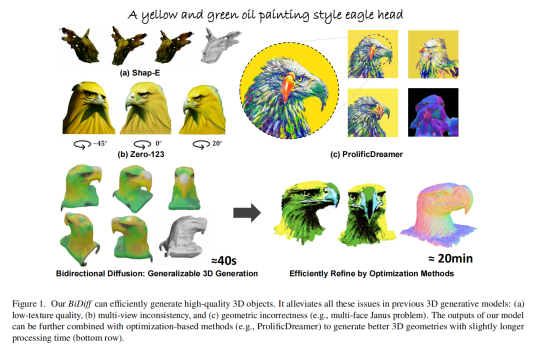 A yellow and green oil painting style eagle head
(a) Shap-E
−45° 0° 20°
(b) Zero-123
(c) ProlificDreamer
≈40s
≈ 20min
Bidirectional Diffusion: Generalizable 3D Generation
Efficiently Refine by Optimization Methods
Figure 1. Our BiDiff can efficiently generate high-quality 3D objects. It alleviates all these issues in previous 3D generative models: (a)
low-texture quality, (b) multi-view inconsistency, and (c) geometric incorrectness (e.g., multi-face Janus problem). The outputs of our
model can be further combined with optimization-based methods (e.g., ProlificDreamer) to generate better 3D geometries with slightly longer
processing time (bottom row).